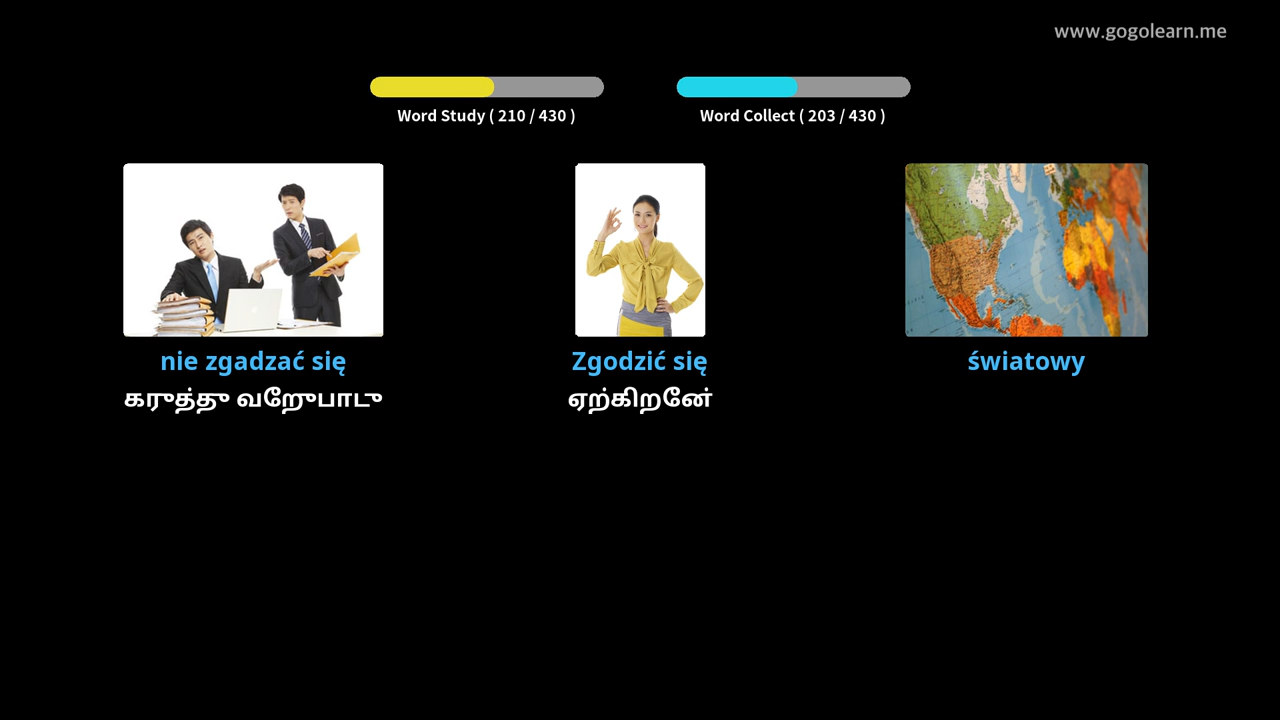 www.gogolearn.me
Word Study ( 210 / 430 )
Word Collect ( 203 / 430 )
nie zgadzać się
கருத்து வேறுபாடு
Zgodzić się
ஏற்கிறேன்
światowy